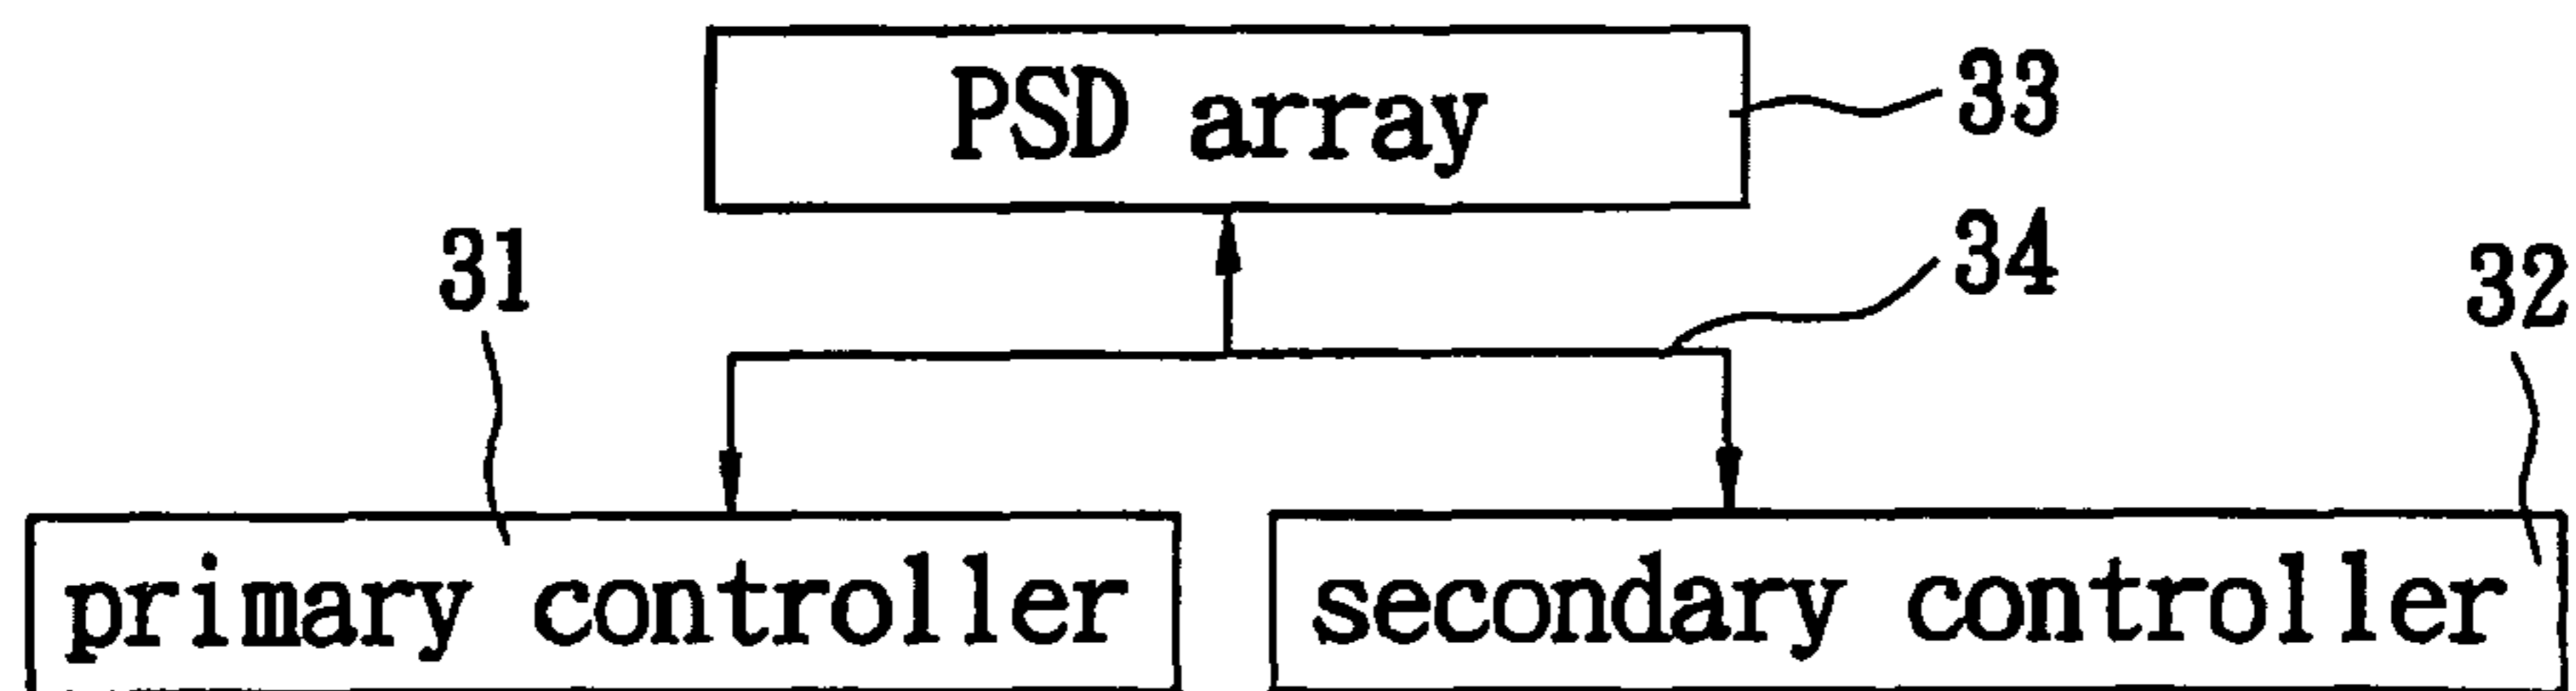 PSD array
33
34
31
32
primary controller
secondary controller